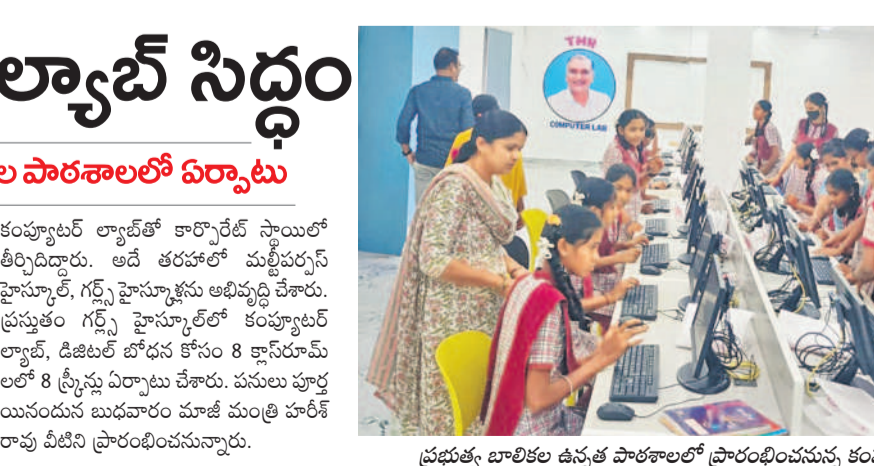 ల్యాబ్ సిద్ధం
ల పాఠశాలలో ఏర్పాటు
కంప్యూటర్ ల్యాబ్‌తో కార్పొరేట్ స్థాయిలో
తీర్చిదిద్దారు. అదే తరహాలో మల్టీపర్పస్
హైస్కూల్, గర్ల్స్ హైస్కూళ్లను అభివృద్ధి చేశారు.
ప్రస్తుతం గర్ల్స్ హైస్కూల్‌లో కంప్యూటర్
ల్యాబ్, డిజిటల్ బోధన కోసం 8 క్లాస్‌రూమ్
లలో 8 స్క్రీన్లు ఏర్పాటు చేశారు. పనులు పూర్త
యినందున బుధవారం మాజీ మంత్రి హరీశ్
రావు వీటిని ప్రారంభించనున్నారు.
THR
COMPUTER LAB
ప్రభుత్వ బాలికల ఉన్నత పాఠశాలలో ప్రారంభించనున్న కంప